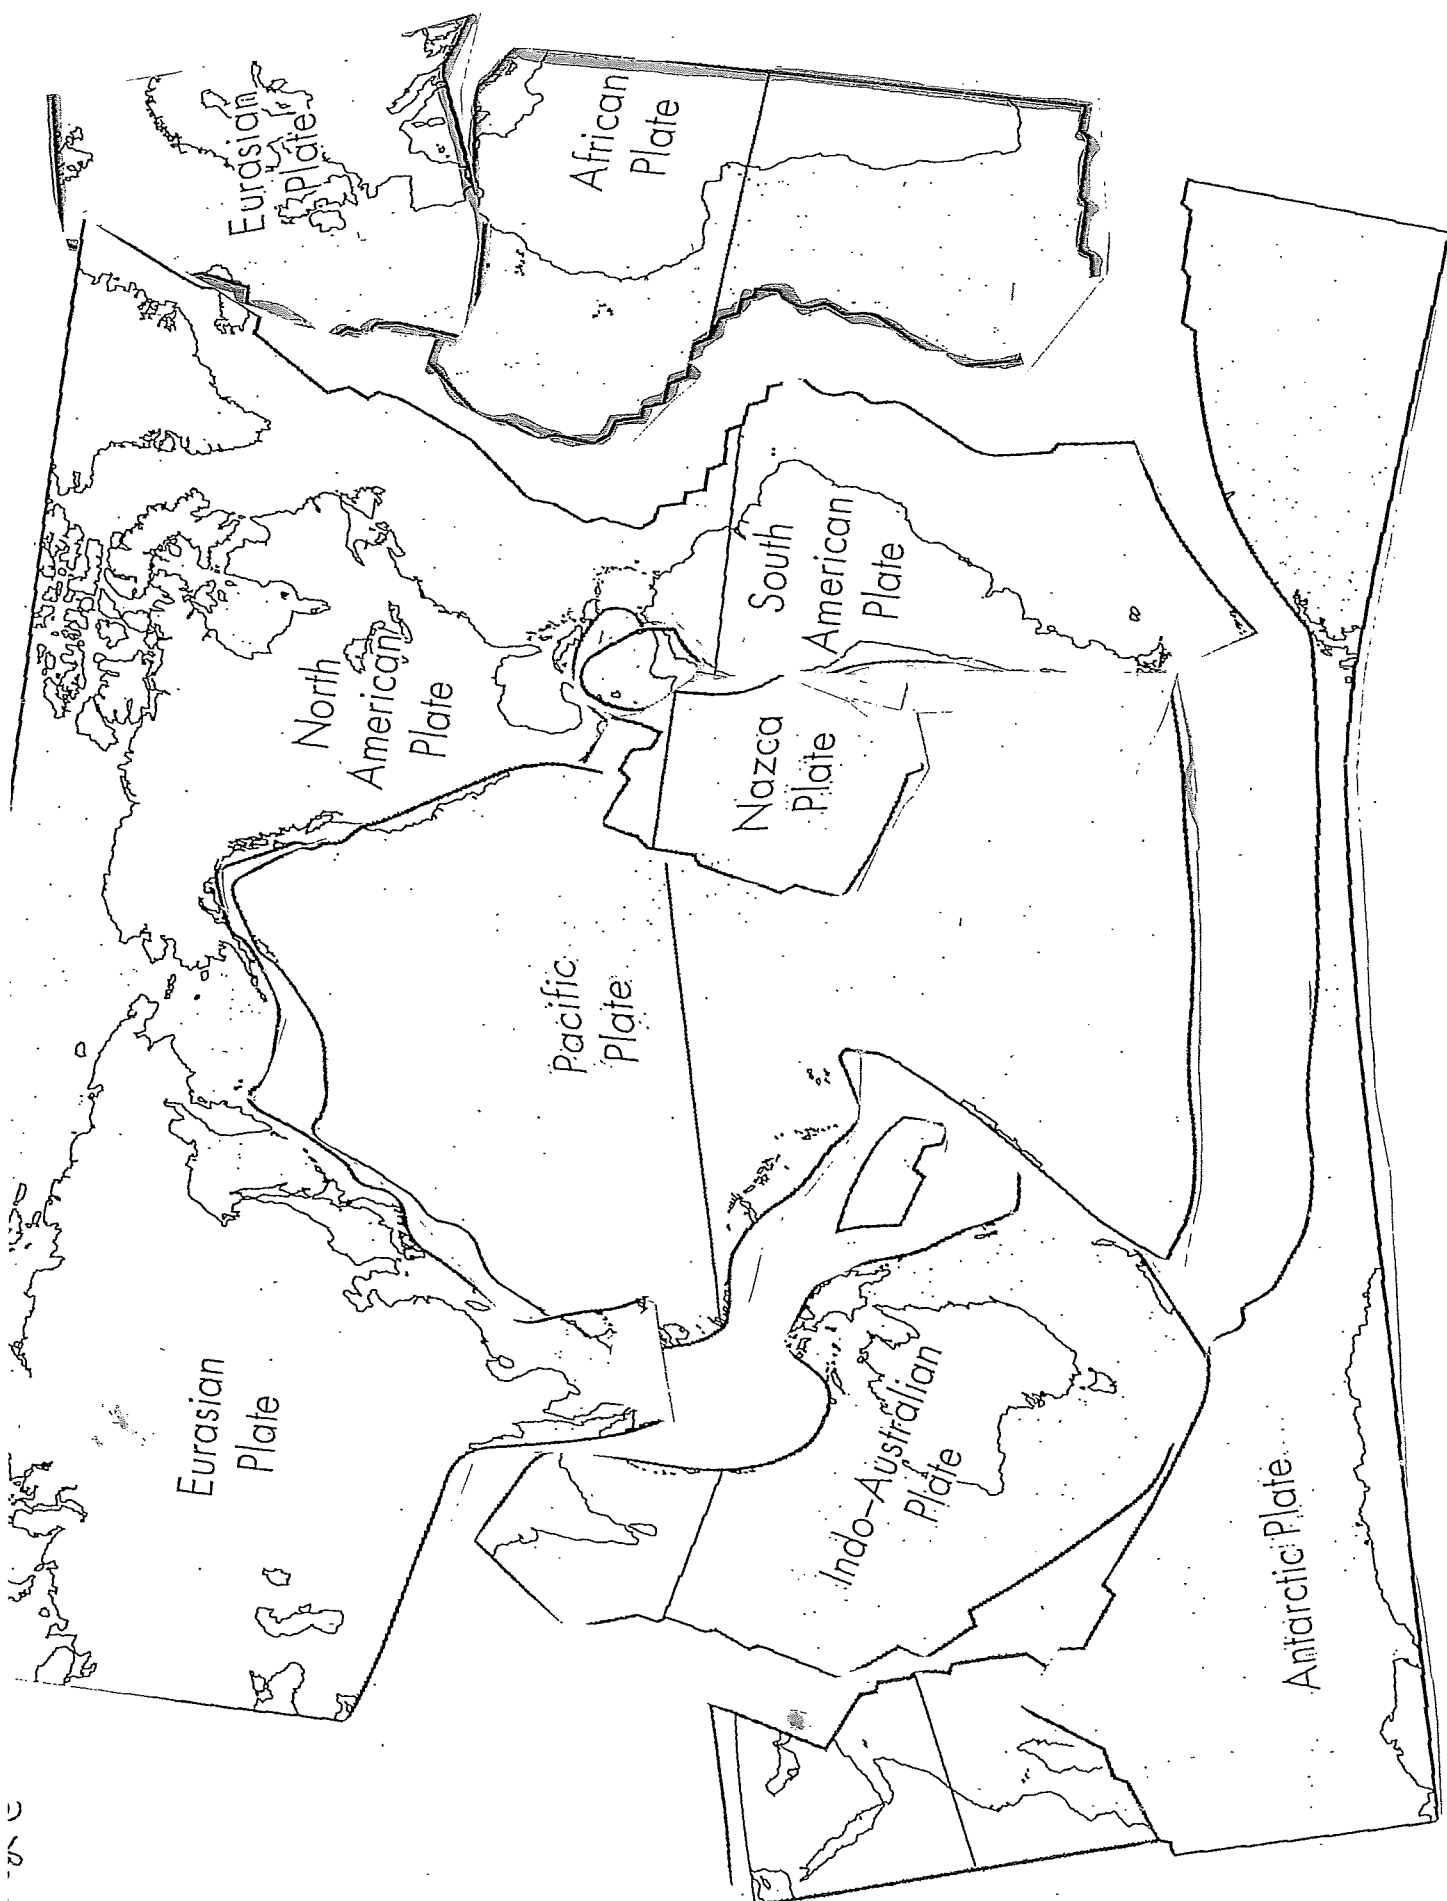 Eurasian
Plate
North
American
Plate
Eurasian
Plate
African
Plate
Pacific
Plate
Nazca
Plate
South
American
Plate
Indo-Australian
Plate
Antarctic Plate